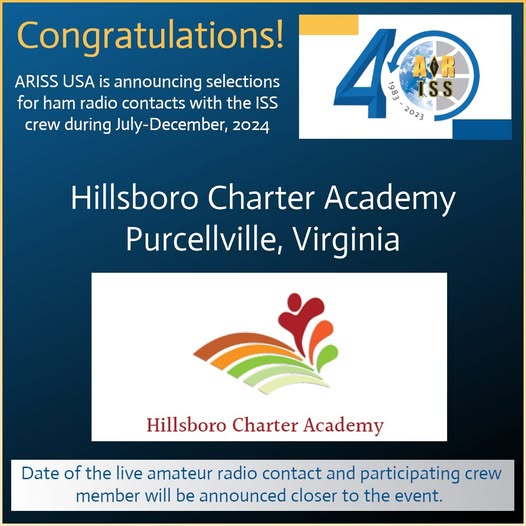 Congratulations!
ARISS USA is announcing selections
for ham radio contacts with the ISS
crew during July-December, 2024
40
ARISS
1983 - 2023
Hillsboro Charter Academy
Purcellville, Virginia
Hillsboro Charter Academy
Date of the live amateur radio contact and participating crew
member will be announced closer to the event.